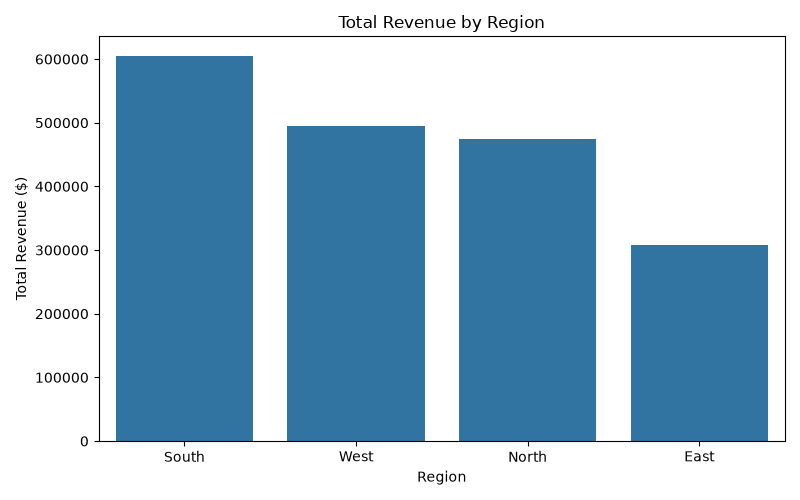 Total Revenue by Region
Total Revenue ($)
600000
500000
400000
300000
200000
100000
0
South West North East
Region